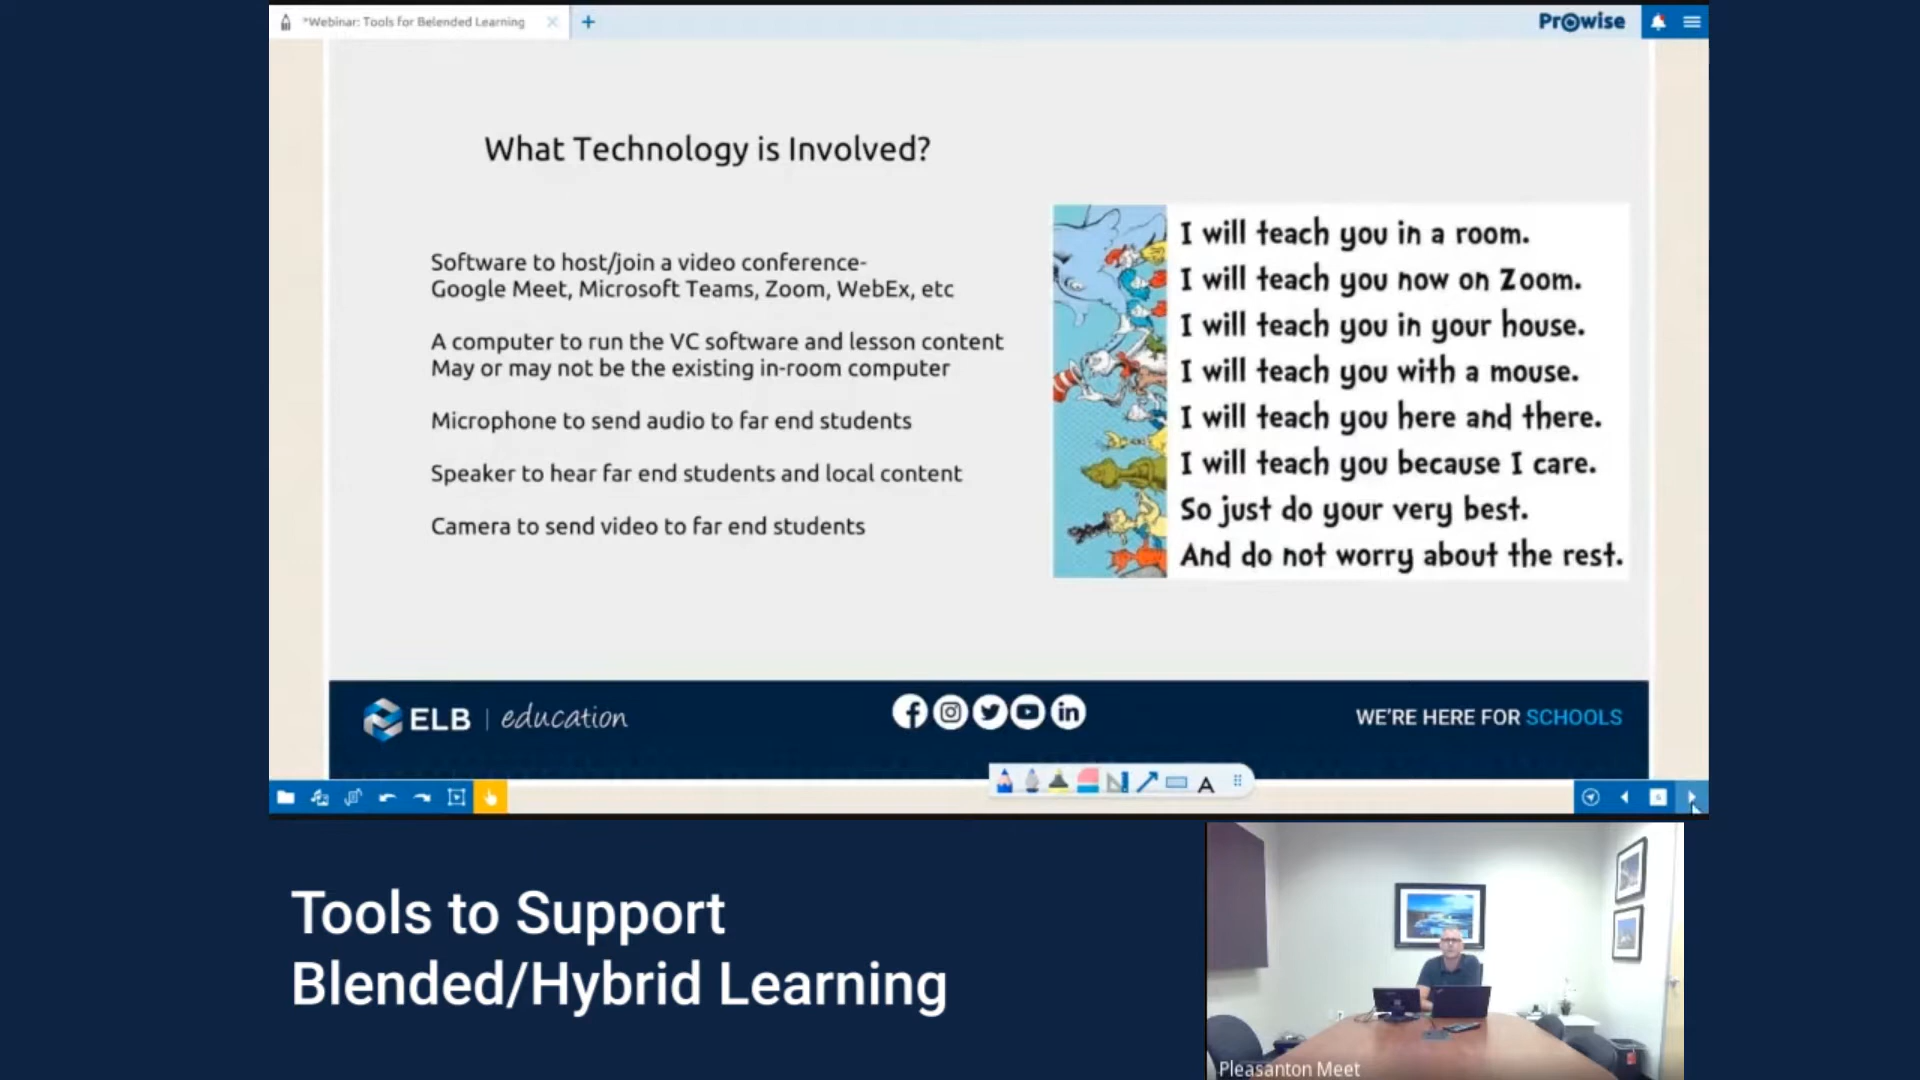 *Webinar: Tools for Belended Learning
Prowise
What Technology is Involved?
Software to host/join a video conference-
Google Meet, Microsoft Teams, Zoom, WebEx, etc
A computer to run the VC software and lesson content
May or may not be the existing in-room computer
Microphone to send audio to far end students
Speaker to hear far end students and local content
Camera to send video to far end students
I will teach you in a room.
I will teach you now on Zoom.
I will teach you in your house.
I will teach you with a mouse.
I will teach you here and there.
I will teach you because I care.
So just do your very best.
And do not worry about the rest.
ELB | education
WE'RE HERE FOR SCHOOLS
A
Tools to Support
Blended/Hybrid Learning
Pleasanton Meet